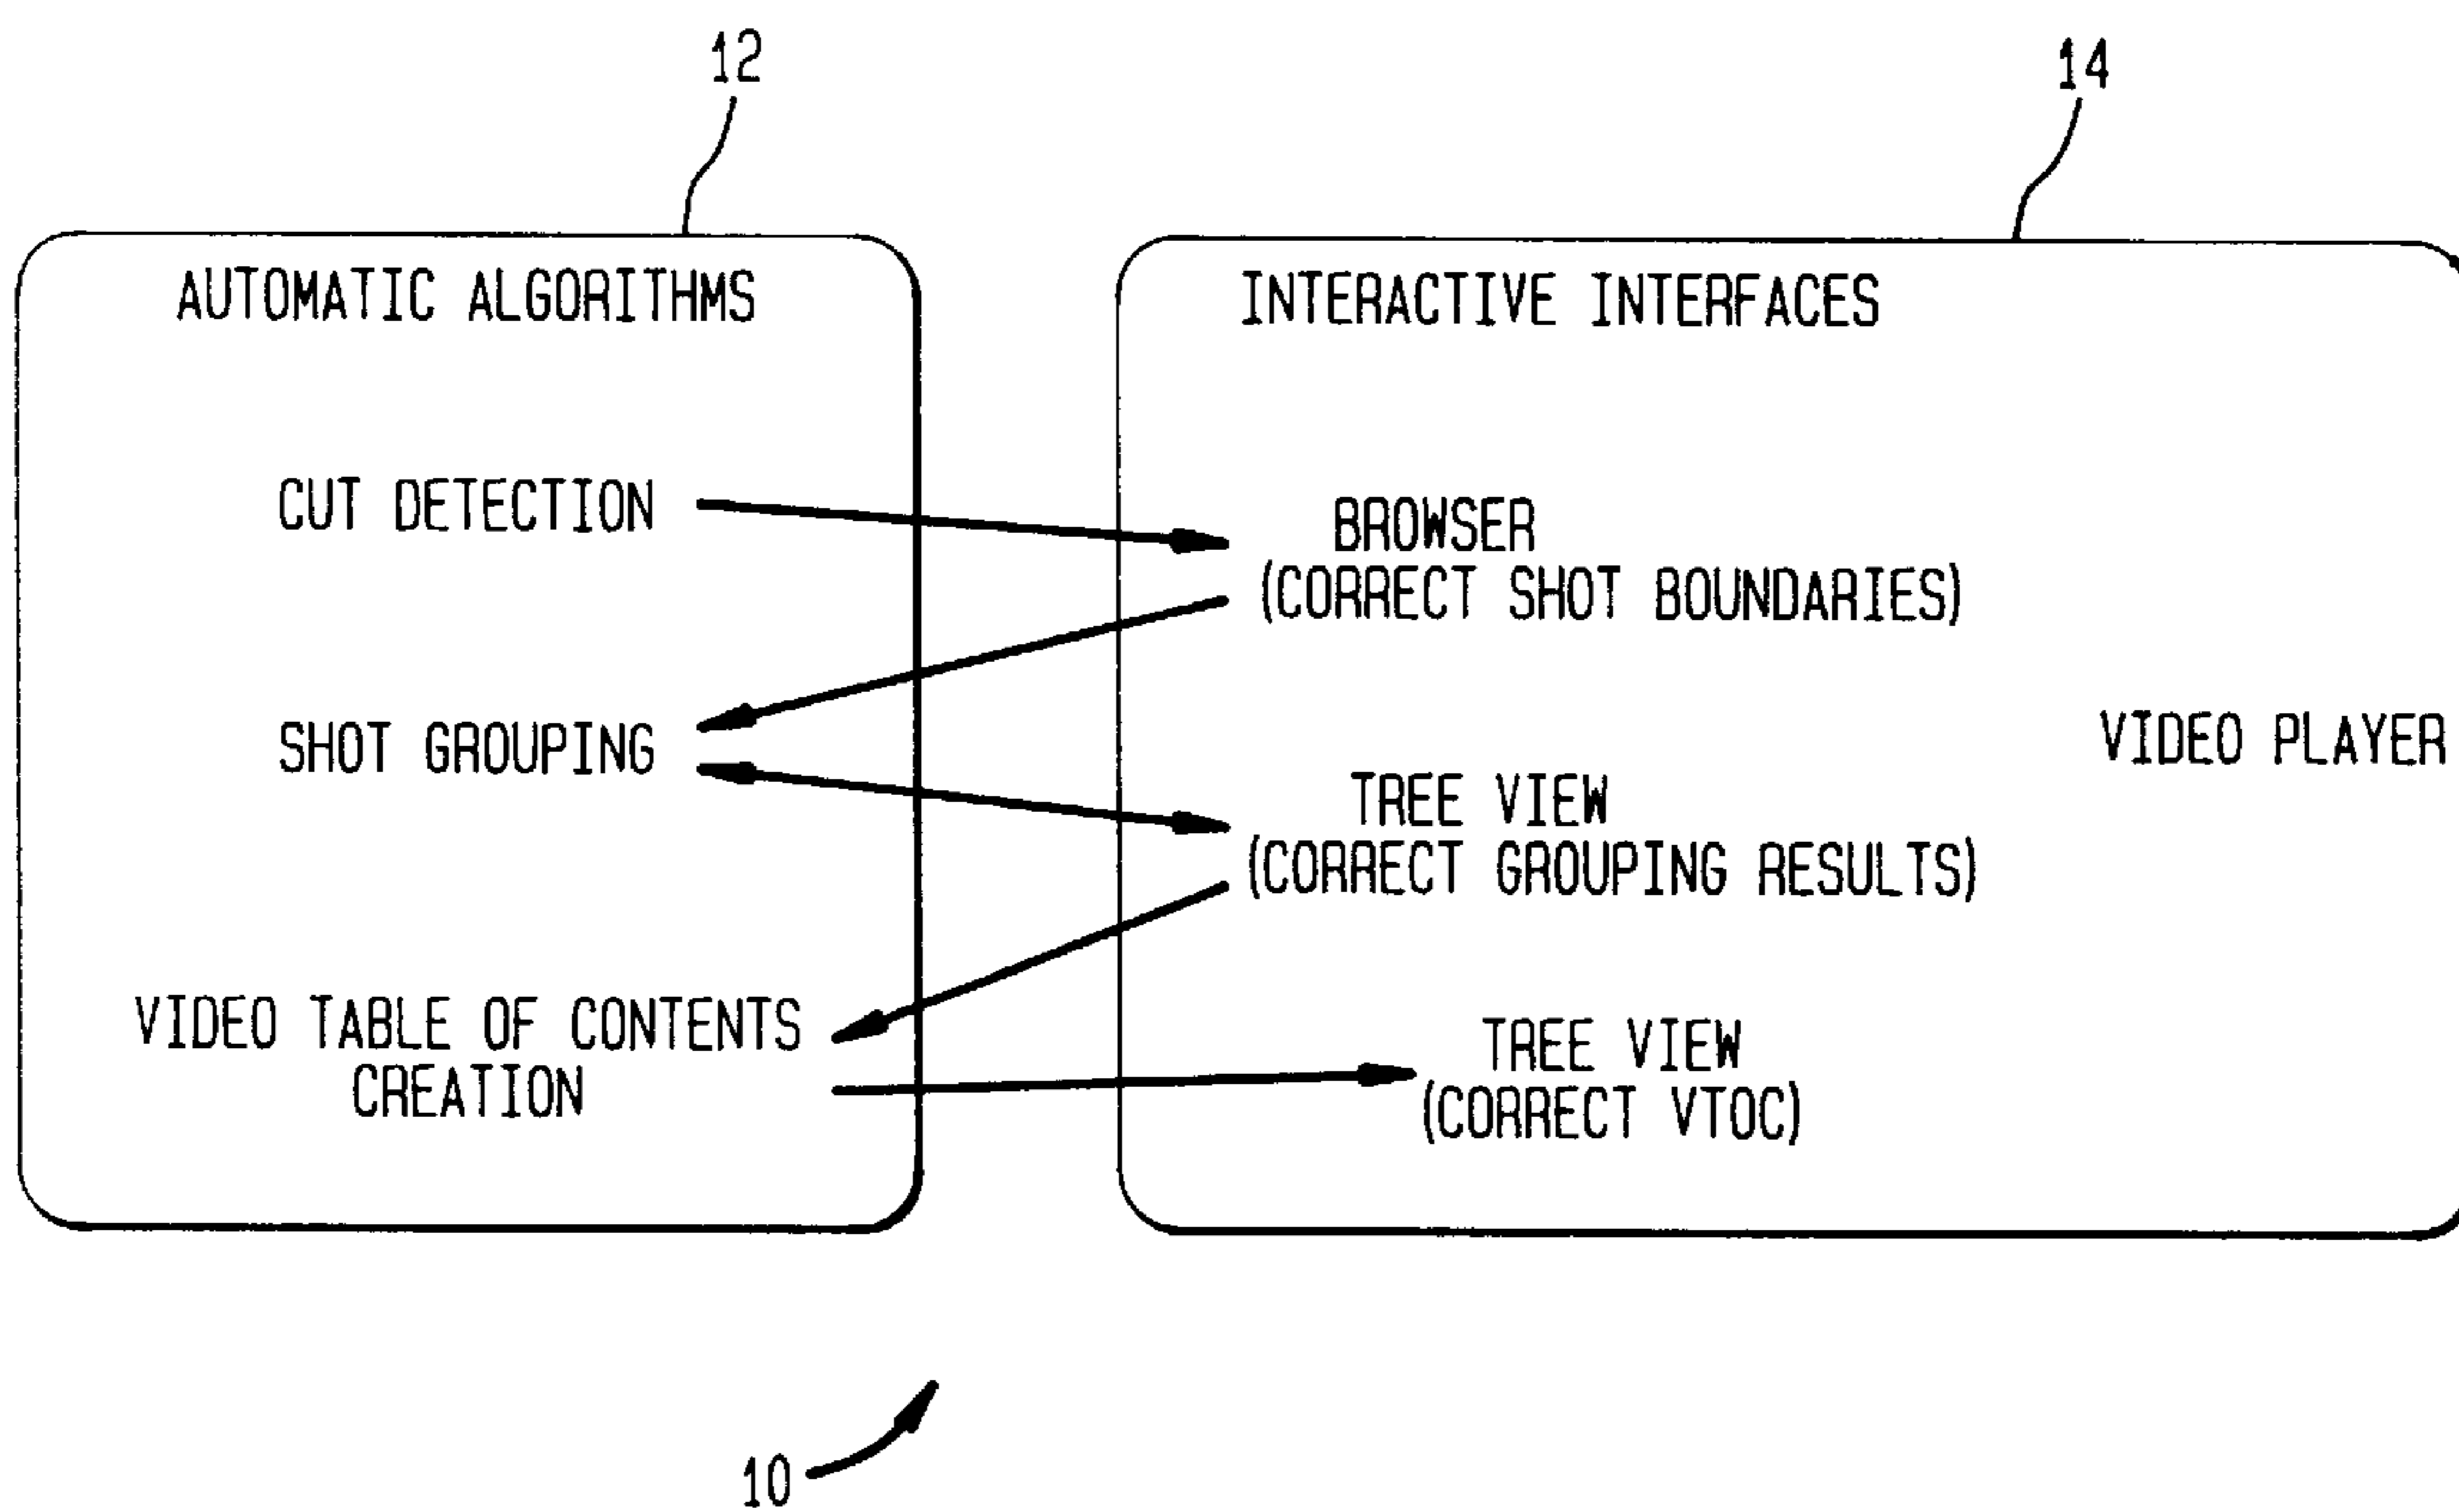 12
14
AUTOMATIC ALGORITHMS
CUT DETECTION
SHOT GROUPING
VIDEO TABLE OF CONTENTS
CREATION
INTERACTIVE INTERFACES
BROWSER
(CORRECT SHOT BOUNDARIES)
VIDEO PLAYER
TREE VIEW
(CORRECT GROUPING RESULTS)
TREE VIEW
(CORRECT VTOC)
10